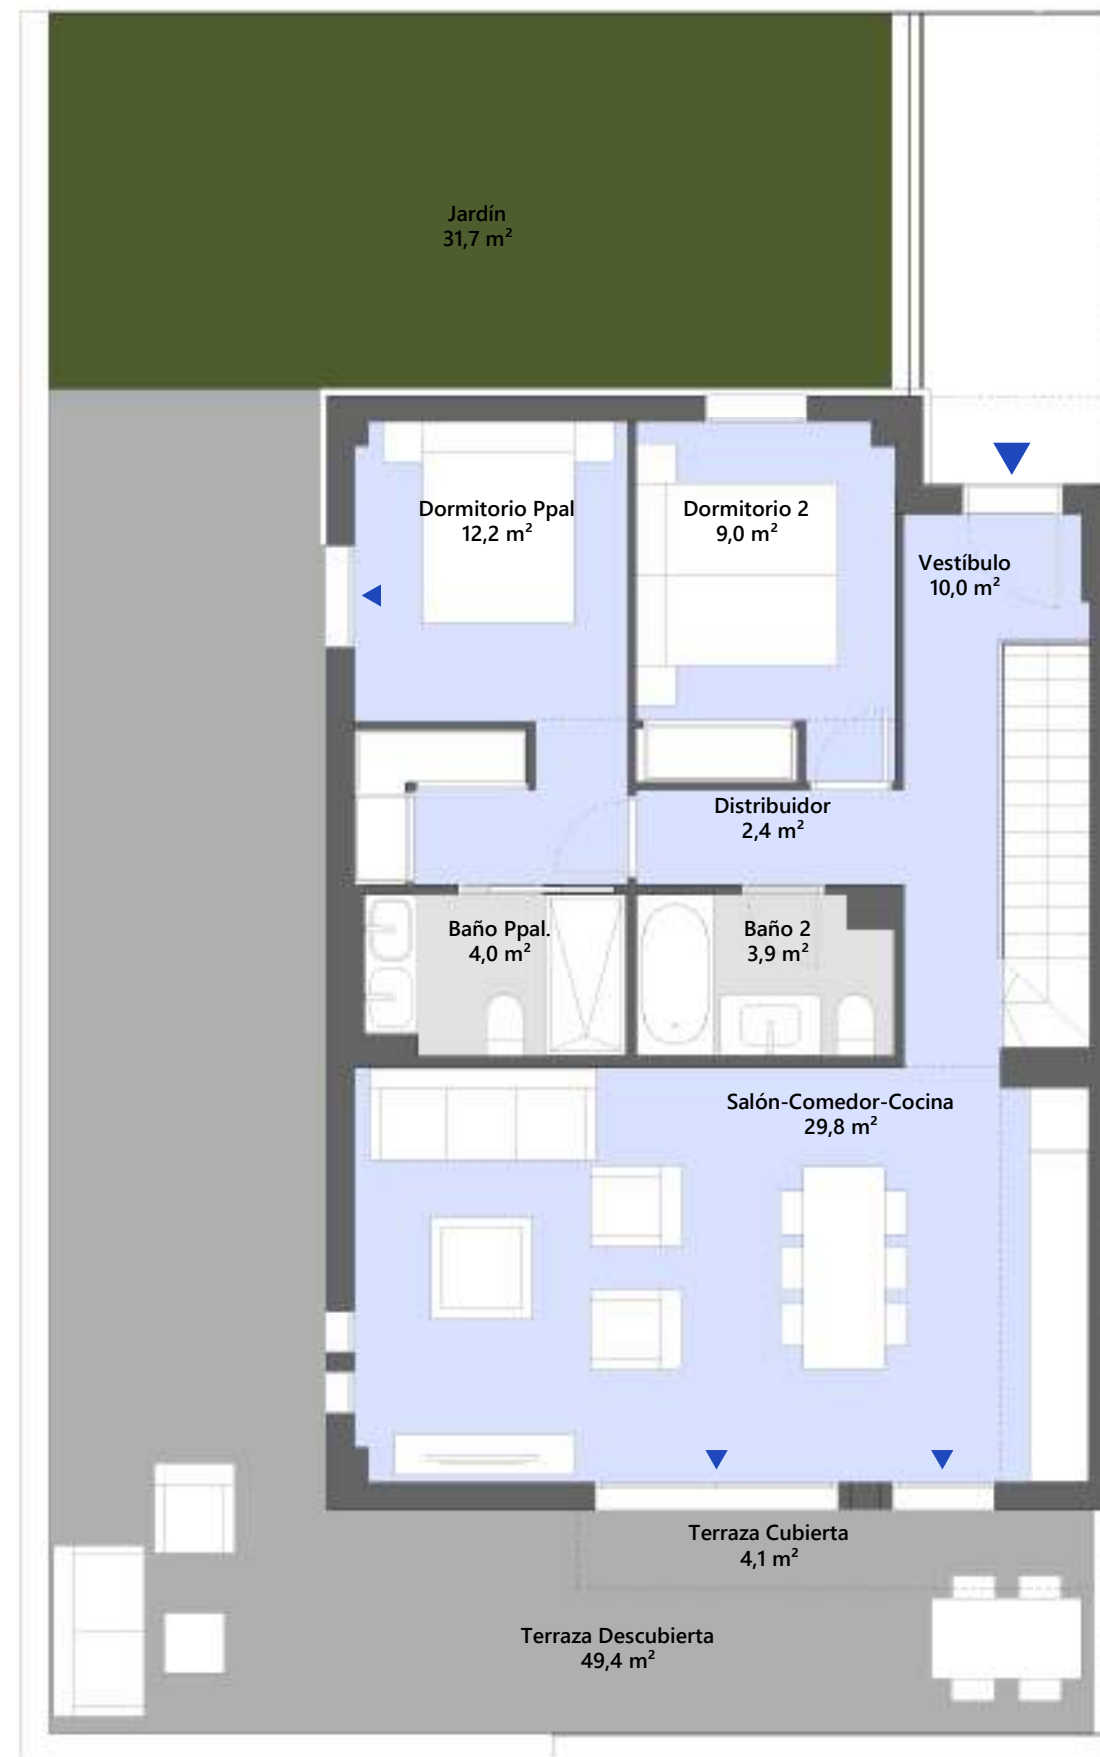 Jardín
31,7 m²
Dormitorio Ppal
12,2 m²
Dormitorio 2
9,0 m²
Vestíbulo
10,0 m²
Distribuidor
2,4 m²
Baño Ppal.
4,0 m²
Baño 2
3,9 m²
Salón-Comedor-Cocina
29,8 m²
Terraza Cubierta
4,1 m²
Terraza Descubierta
49,4 m²